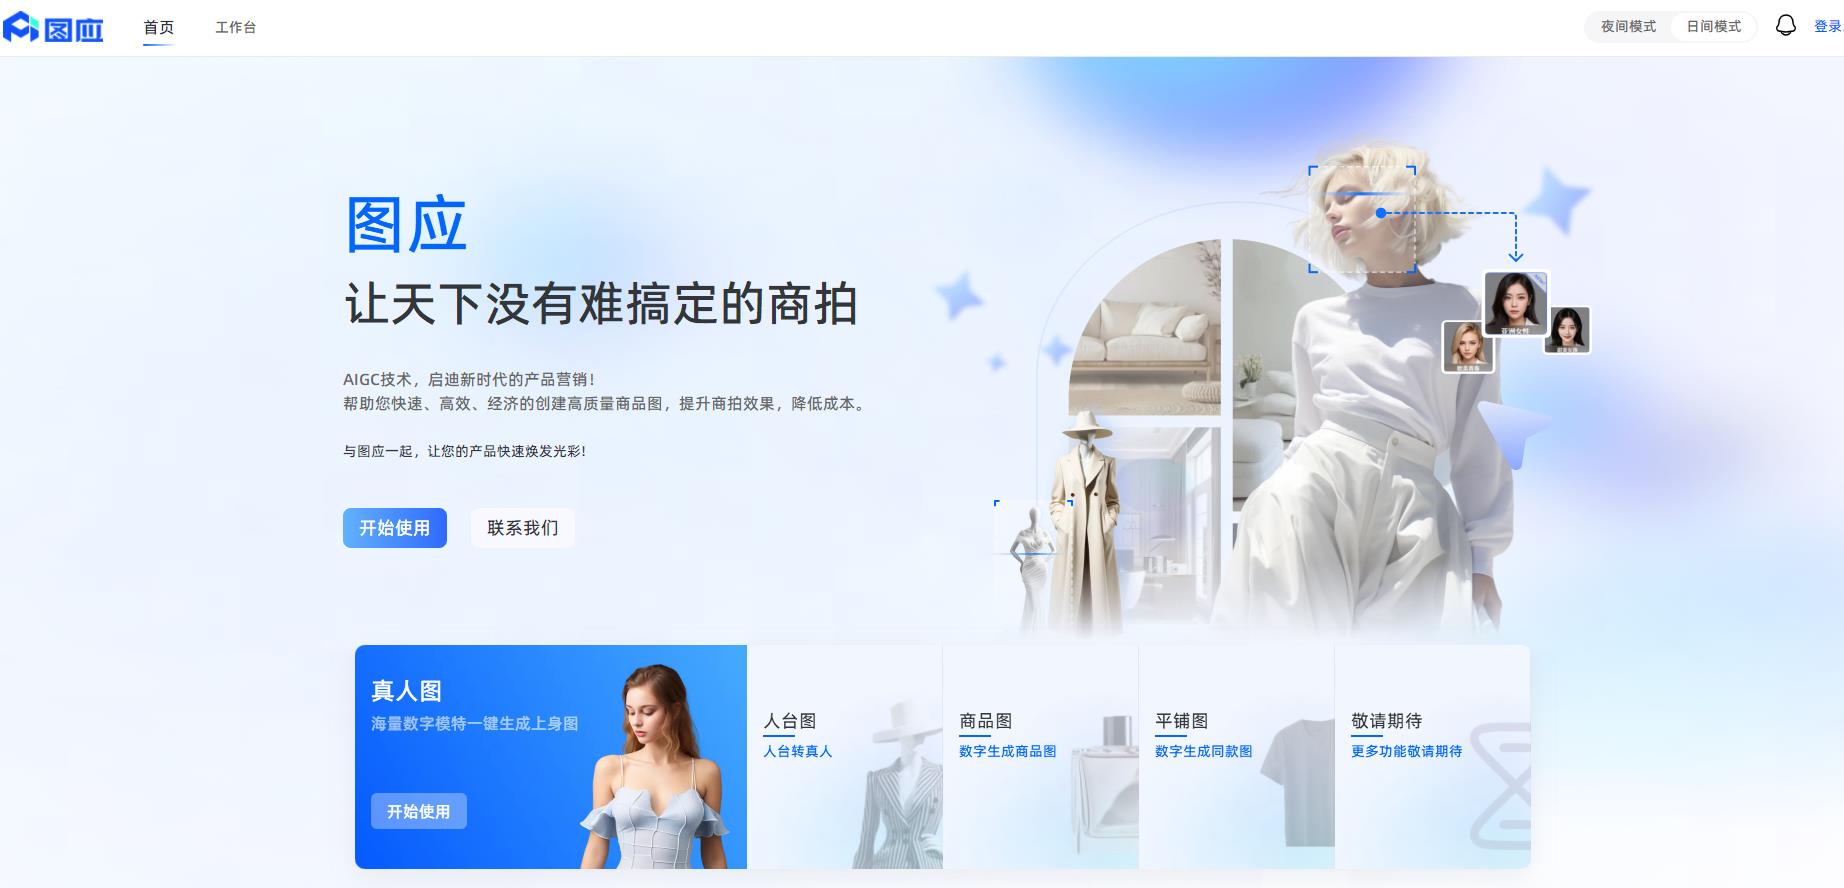 图应
首页
工作台
夜间模式
日间模式
登录
图应
让天下没有难搞定的商拍
AIGC技术，启迪新时代的产品营销！
帮助您快速、高效、经济的创建高质量商品图，提升商拍效果，降低成本。
与图应一起，让您的产品快速焕发光彩！
开始使用
联系我们
亚洲女性
真人图
海量数字模特一键生成上身图
开始使用
人台图
人台转真人
商品图
数字生成商品图
平铺图
数字生成同款图
敬请期待
更多功能敬请期待